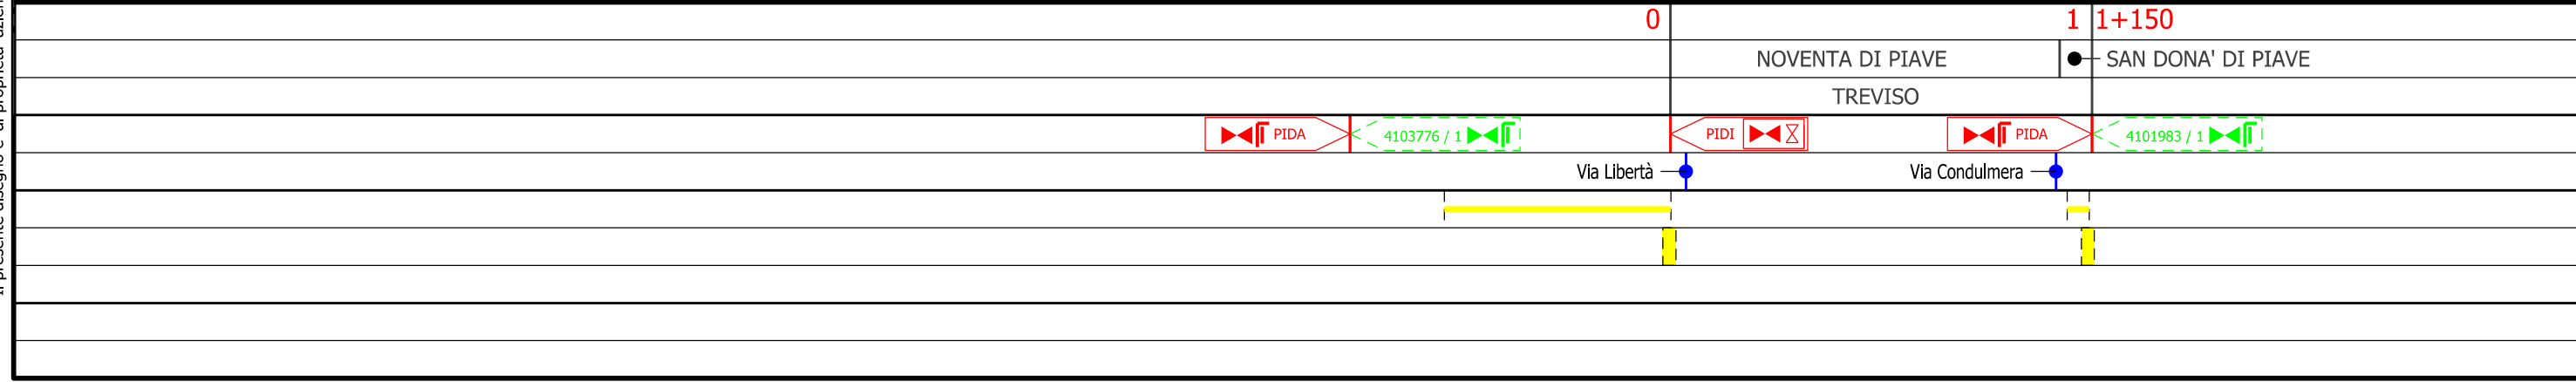 0 1 1+150
NOVENTA DI PIAVE SAN DONA' DI PIAVE
TREVISO
PIDA 4103776 / 1 PIDI PIDA 4101983 / 1
Via Libertà Via Condulmera